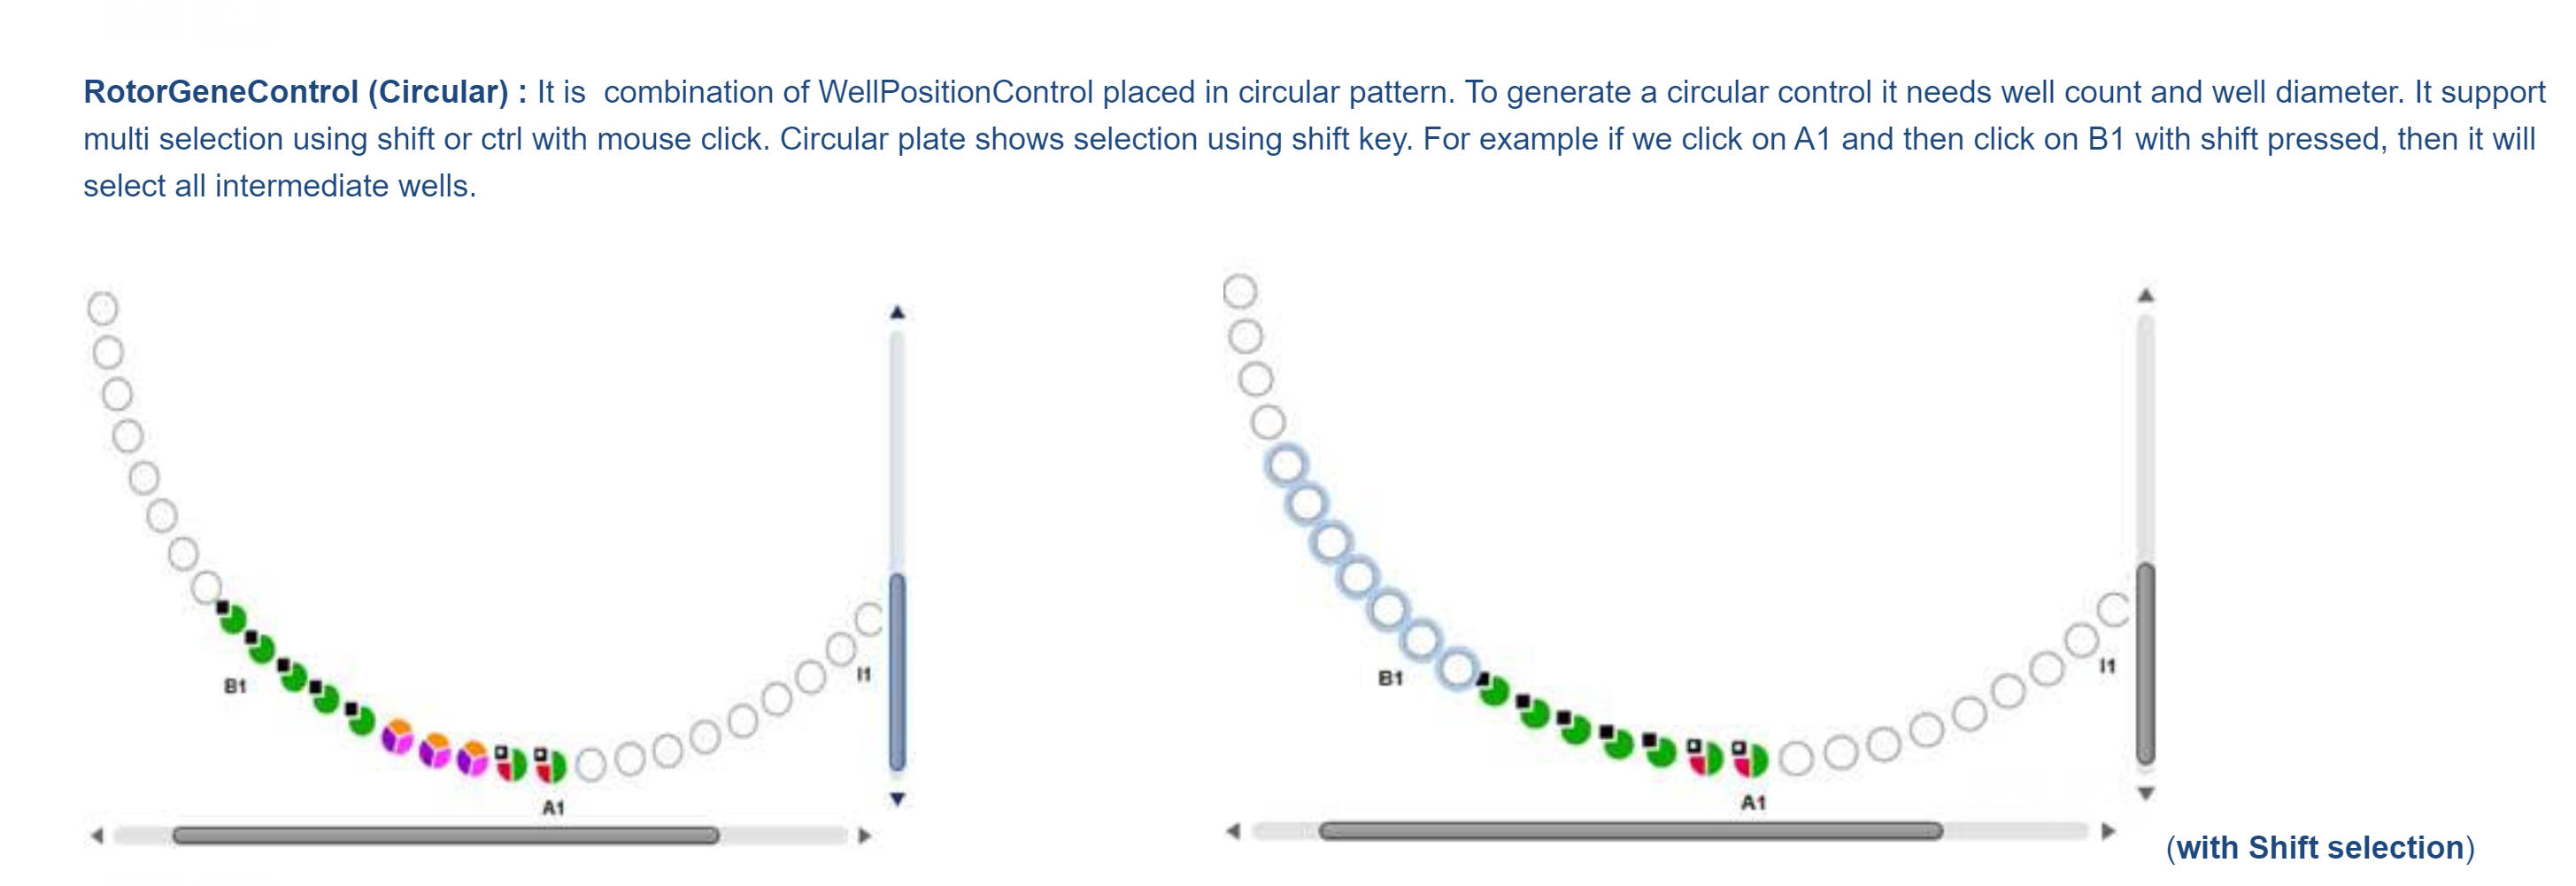 RotorGeneControl (Circular) : It is  combination of WellPositionControl placed in circular pattern. To generate a circular control it needs well count and well diameter. It support
multi selection using shift or ctrl with mouse click. Circular plate shows selection using shift key. For example if we click on A1 and then click on B1 with shift pressed, then it will
select all intermediate wells.
B1
I1
A1
B1
I1
A1
(with Shift selection)